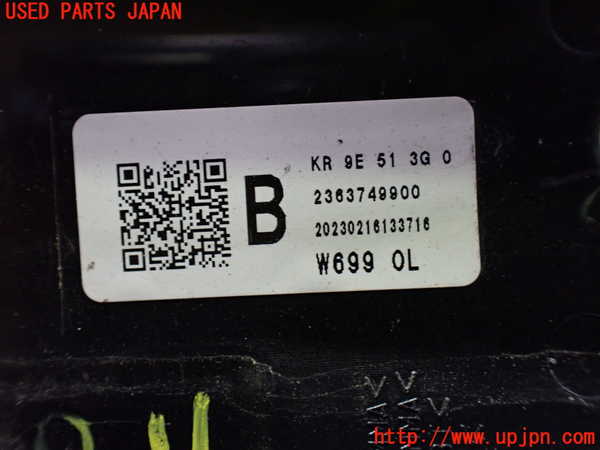 USED PARTS JAPAN
KR 9E 51 3G 0
B
2363749900
20230216133716
W699 0L
http://www.upjpn.com